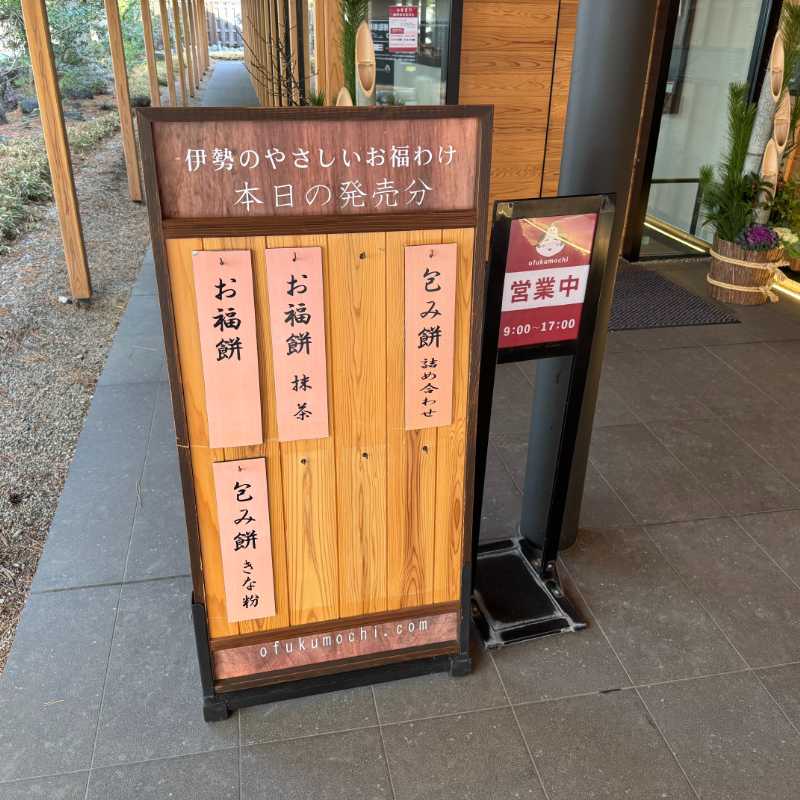 伊勢のやさしいお福わけ
本日の発売分
お福餅
お福餅 抹茶
包み餅 詰め合わせ
包み餅 きな粉
ofukumochi.com
ofukamochi
営業中
9:00~17:00